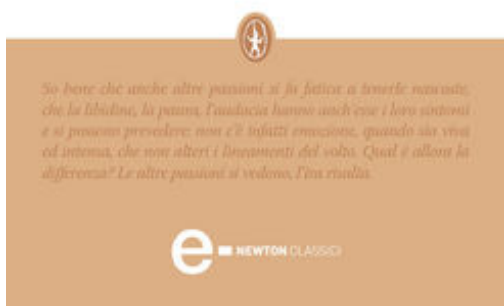 So bene che anche altre passioni si fa fatica a tenerle nascoste,
che la libidine, la paura, l'audacia hanno anch'esse i loro sintomi
e si possono prevedere: non c'è infatti emozione, quando sia viva
ed intensa, che non alteri i lineamenti del volto. Qual è allora la
differenza? Le altre passioni si vedono, l'ira risalta.
e NEWTON CLASSICI